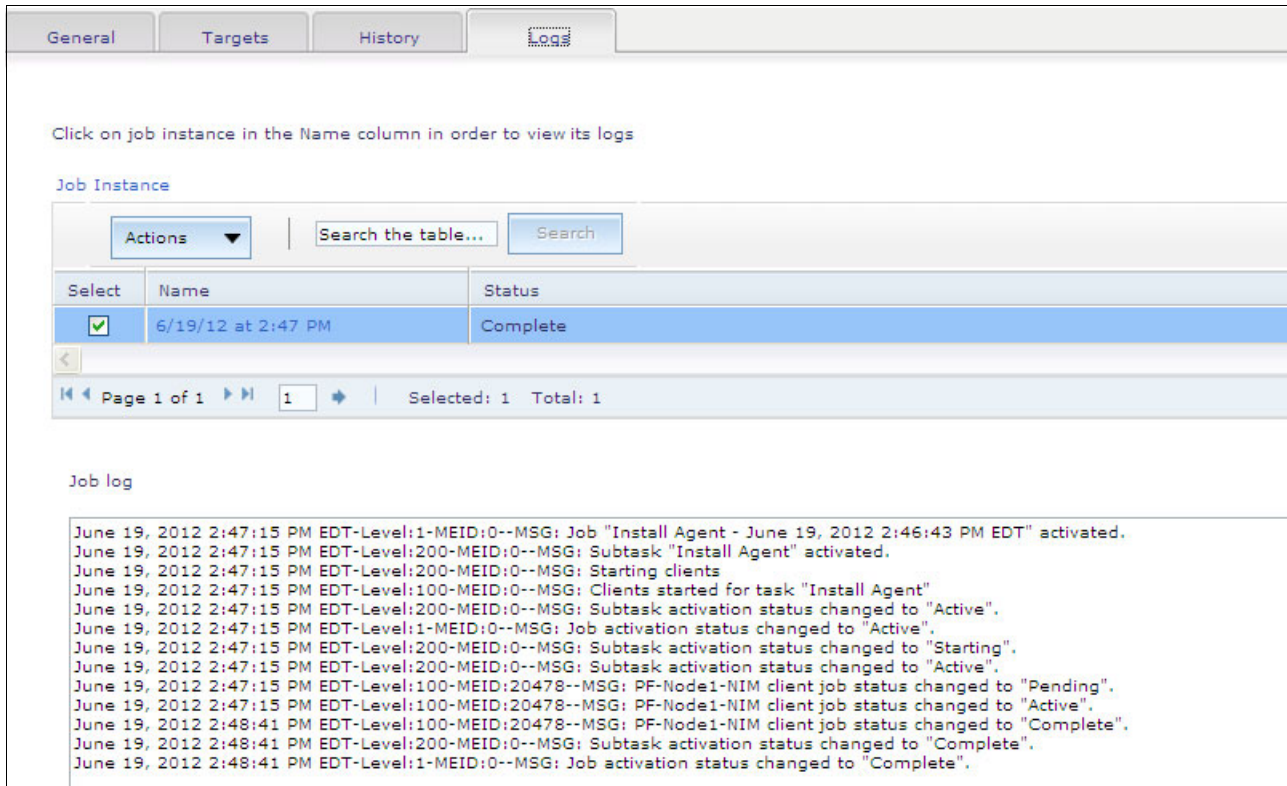 General Targets History Logs
Click on job instance in the Name column in order to view its logs
Job Instance
Actions Search the table... Search
Select Name Status
6/19/12 at 2:47 PM Complete
Page 1 of 1 1 Selected: 1 Total: 1
Job log
June 19, 2012 2:47:15 PM EDT-Level:1-MEID:0--MSG: Job "Install Agent - June 19, 2012 2:46:43 PM EDT" activated.
June 19, 2012 2:47:15 PM EDT-Level:200-MEID:0--MSG: Subtask "Install Agent" activated.
June 19, 2012 2:47:15 PM EDT-Level:200-MEID:0--MSG: Starting clients
June 19, 2012 2:47:15 PM EDT-Level:100-MEID:0--MSG: Clients started for task "Install Agent"
June 19, 2012 2:47:15 PM EDT-Level:200-MEID:0--MSG: Subtask activation status changed to "Active".
June 19, 2012 2:47:15 PM EDT-Level:1-MEID:0--MSG: Job activation status changed to "Active".
June 19, 2012 2:47:15 PM EDT-Level:200-MEID:0--MSG: Subtask activation status changed to "Starting".
June 19, 2012 2:47:15 PM EDT-Level:200-MEID:0--MSG: Subtask activation status changed to "Active".
June 19, 2012 2:47:15 PM EDT-Level:100-MEID:20478--MSG: PF-Node1-NIM client job status changed to "Pending".
June 19, 2012 2:47:15 PM EDT-Level:100-MEID:20478--MSG: PF-Node1-NIM client job status changed to "Active".
June 19, 2012 2:48:41 PM EDT-Level:100-MEID:20478--MSG: PF-Node1-NIM client job status changed to "Complete".
June 19, 2012 2:48:41 PM EDT-Level:200-MEID:0--MSG: Subtask activation status changed to "Complete".
June 19, 2012 2:48:41 PM EDT-Level:1-MEID:0--MSG: Job activation status changed to "Complete".